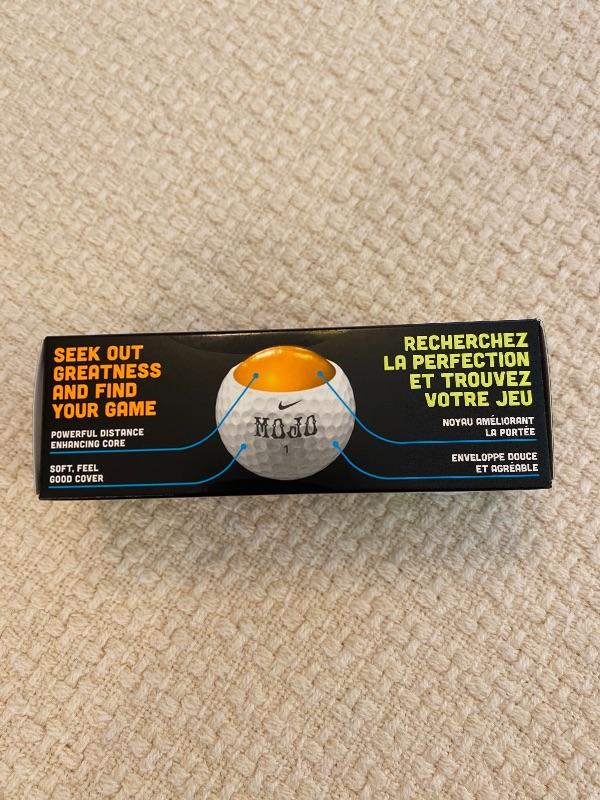 SEEK OUT
GREATNESS
AND FIND
YOUR GAME
POWERFUL DISTANCE
ENHANCING CORE
SOFT, FEEL
GOOD COVER
MOJO
1
RECHERCHEZ
LA PERFECTION
ET TROUVEZ
VOTRE JEU
NOYAU AMÉLIORANT
LA PORTÉE
ENVELOPPE DOUCE
ET AGRÉABLE